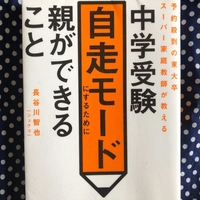 予約殺到の東大卒
スーパー家庭教師が教える
中学受験
自走モード
にするために
親ができる
こと
長谷川智也